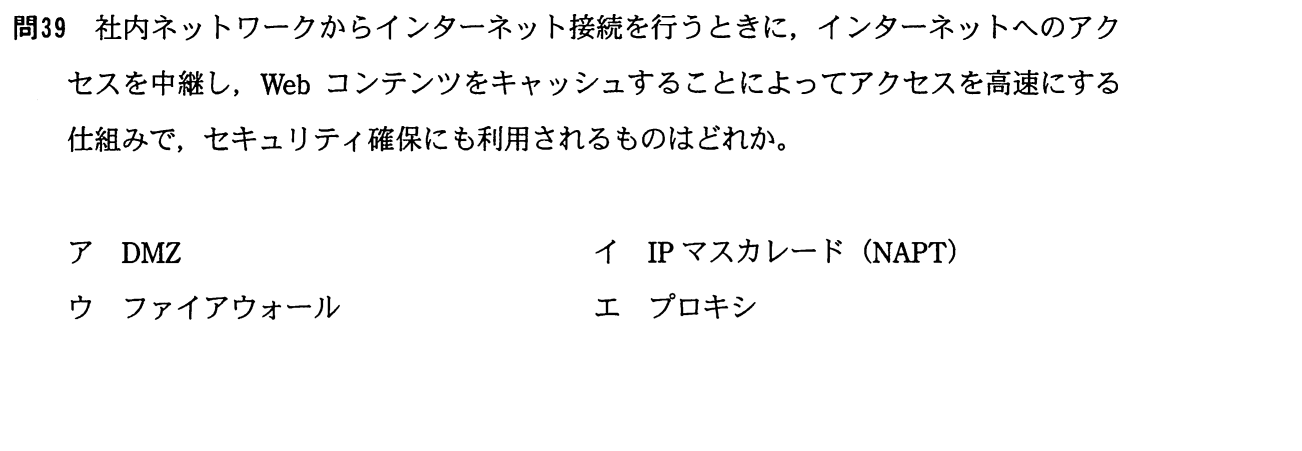 問39 社内ネットワークからインターネット接続を行うときに，インターネットへのアク
セスを中継し，Web コンテンツをキャッシュすることによってアクセスを高速にする
仕組みで，セキュリティ確保にも利用されるものはどれか。
ア DMZ イ IP マスカレード（NAPT）
ウ ファイアウォール エ プロキシ